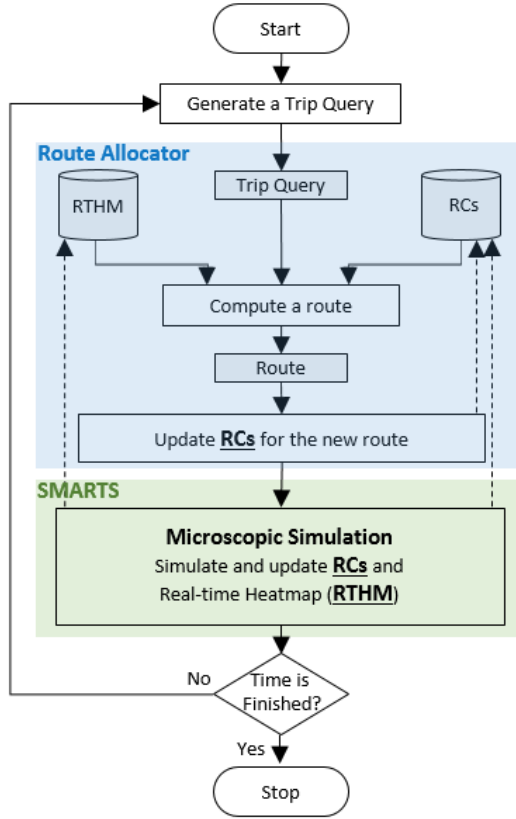 Start
Generate a Trip Query
Route Allocator
RTHM
Trip Query
RCs
Compute a route
Route
Update RCs for the new route
SMARTS
Microscopic Simulation
Simulate and update RCs and
Real-time Heatmap (RTHM)
No
Time is
Finished?
Yes
Stop